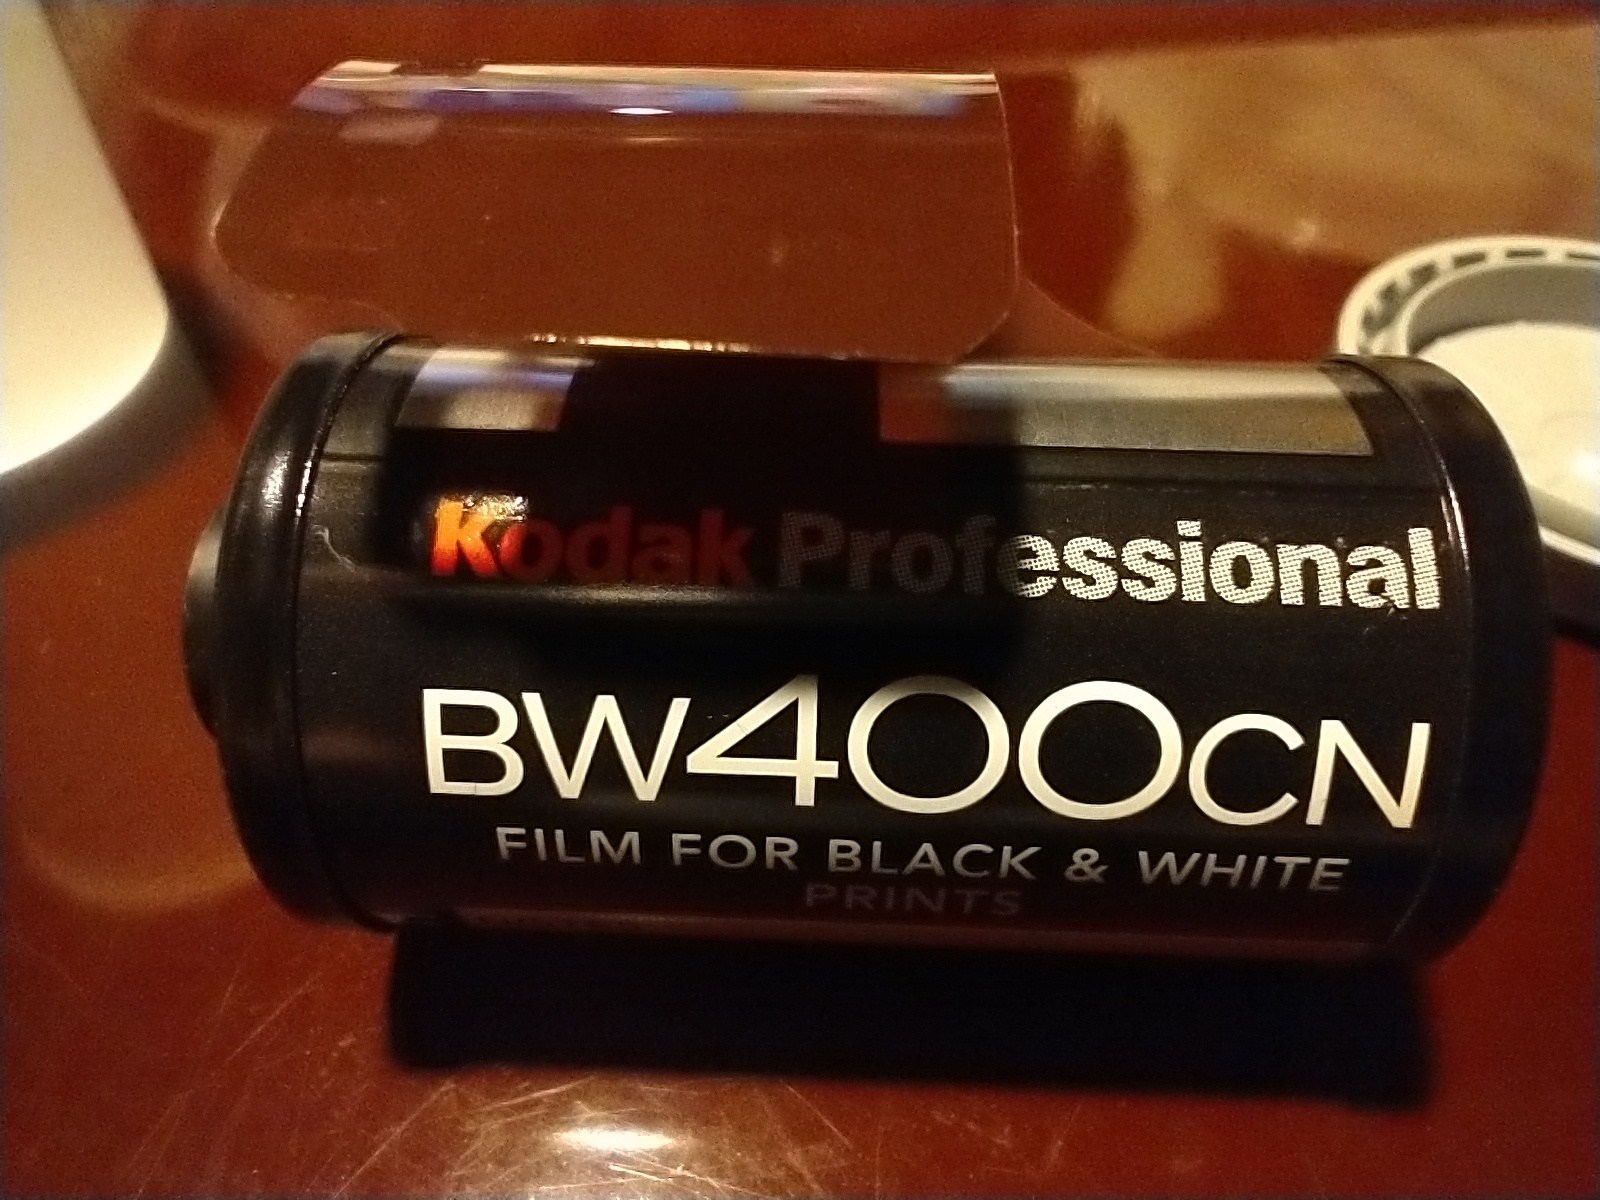 Kodak Professional
BW400CN
FILM FOR BLACK & WHITE
PRINTS